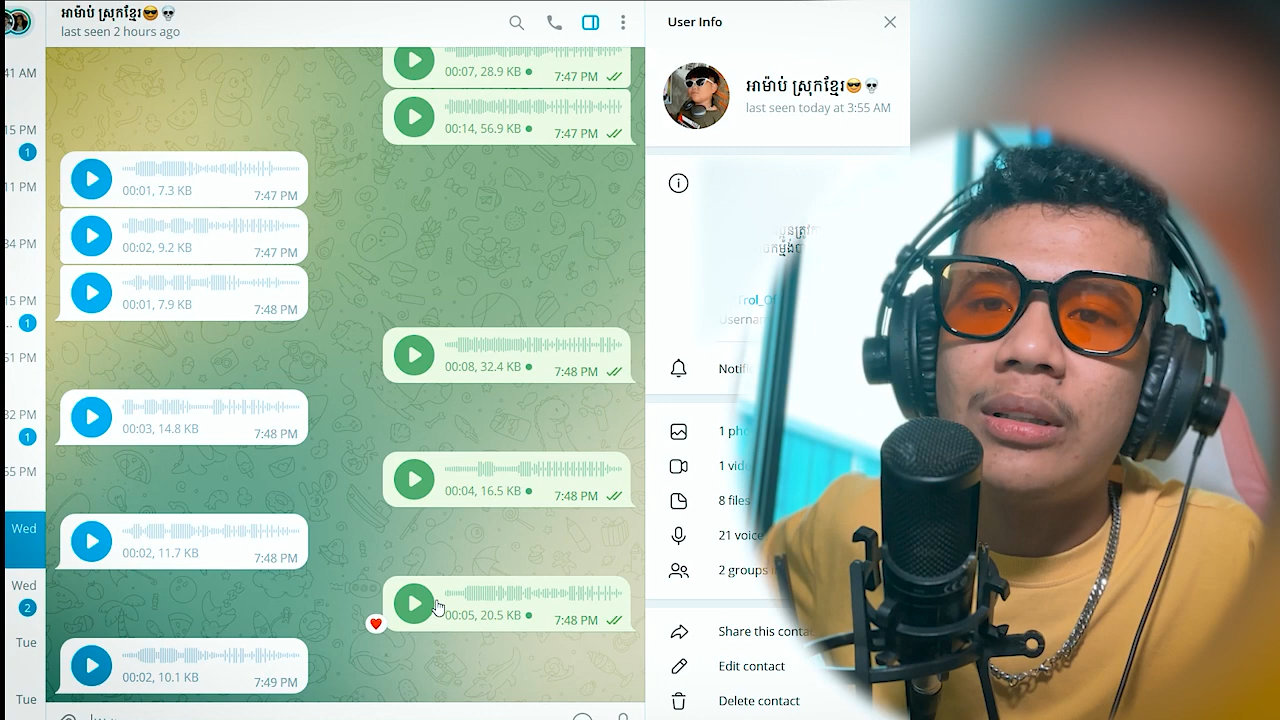 អាម៉ាប់ ស្រុកខ្មែរ😎💀
last seen 2 hours ago
41 AM
15 PM
1
11 PM
34 PM
15 PM
1
51 PM
32 PM
1
55 PM
Wed
Wed
2
Tue
Tue
00:07, 28.9 KB
7:47 PM
00:14, 56.9 KB
7:47 PM
00:01, 7.3 KB
7:47 PM
00:02, 9.2 KB
7:47 PM
00:01, 7.9 KB
7:48 PM
00:08, 32.4 KB
7:48 PM
00:03, 14.8 KB
7:48 PM
00:04, 16.5 KB
7:48 PM
00:02, 11.7 KB
7:48 PM
00:05, 20.5 KB
7:48 PM
00:02, 10.1 KB
7:49 PM
User Info
អាម៉ាប់ ស្រុកខ្មែរ😎💀
last seen today at 3:55 AM
Trol_Of
Usernam
Notifi
1 pho
1 vide
8 files
21 voice
2 groups
Share this conta
Edit contact
Delete contact